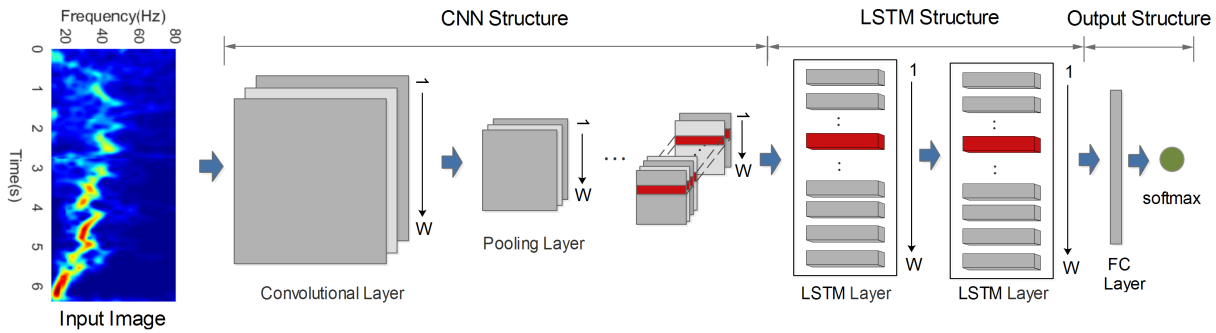 Frequency(Hz)
20 40 60 80
Time(s)
0
1
2
3
4
5
6
Input Image
CNN Structure
1
W
Convolutional Layer
1
W
Pooling Layer
...
1
W
LSTM Structure
1
W
LSTM Layer
1
W
LSTM Layer
Output Structure
FC
Layer
softmax